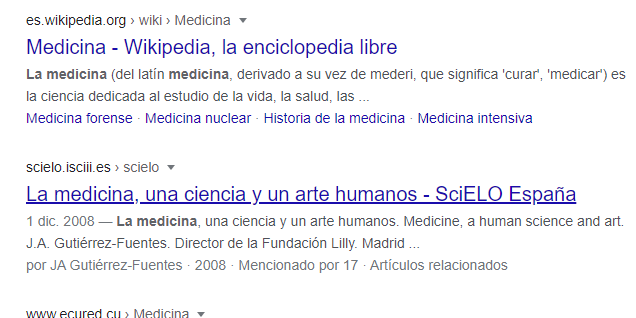 es.wikipedia.org › wiki › Medicina
Medicina - Wikipedia, la enciclopedia libre
La medicina (del latín medicina, derivado a su vez de mederi, que significa 'curar', 'medicar') es
la ciencia dedicada al estudio de la vida, la salud, las ...
Medicina forense · Medicina nuclear · Historia de la medicina · Medicina intensiva
scielo.isciii.es › scielo
La medicina, una ciencia y un arte humanos - SciELO España
1 dic. 2008 — La medicina, una ciencia y un arte humanos. Medicine, a human science and art.
J.A. Gutiérrez-Fuentes. Director de la Fundación Lilly. Madrid ...
por JA Gutiérrez-Fuentes · 2008 · Mencionado por 17 · Artículos relacionados
www.ecured.cu › Medicina